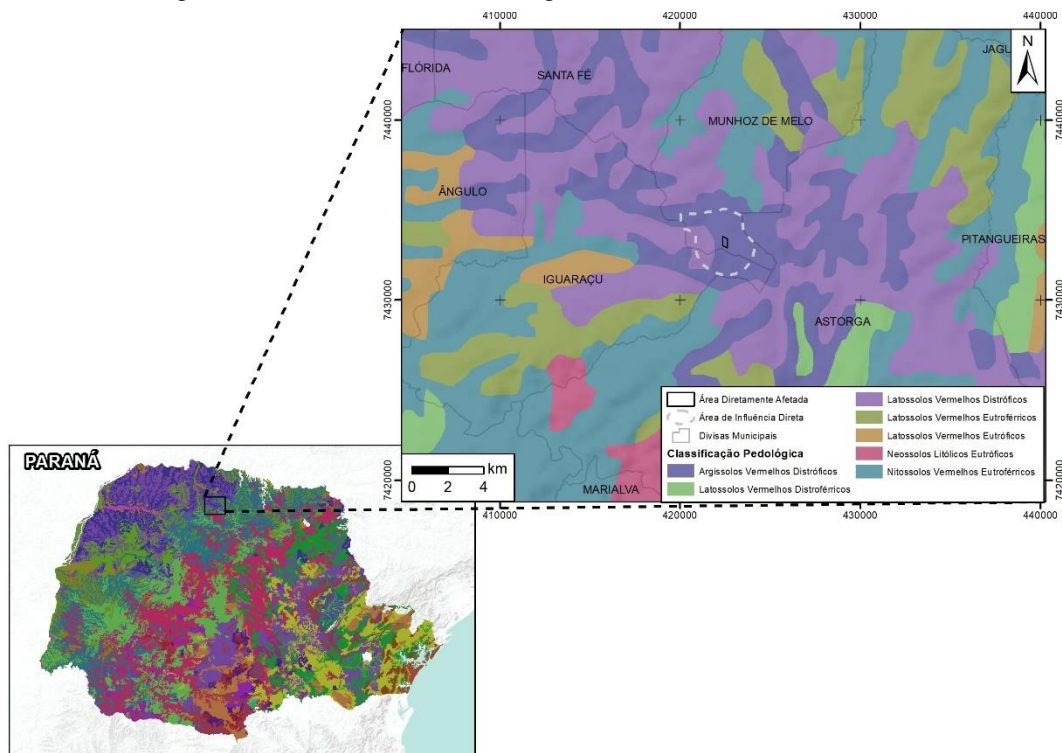 410000
420000
430000
440000
FLÓRIDA
SANTA FÉ
JAGU
N
7440000
7440000
MUNHOZ DE MELO
ÂNGULO
PITANGUEIRAS
IGUARAÇU
7430000
7430000
ASTORGA
Área Diretamente Afetada
Área de Influência Direta
Divisas Municipais
Classificação Pedológica
Argissolos Vermelhos Distróficos
Latossolos Vermelhos Distroférricos
Latossolos Vermelhos Distróficos
Latossolos Vermelhos Eutroférricos
Latossolos Vermelhos Eutróficos
Neossolos Litólicos Eutróficos
Nitossolos Vermelhos Eutroférricos
km
0 2 4
MARIALVA
7420000
7420000
410000
420000
430000
440000
PARANÁ